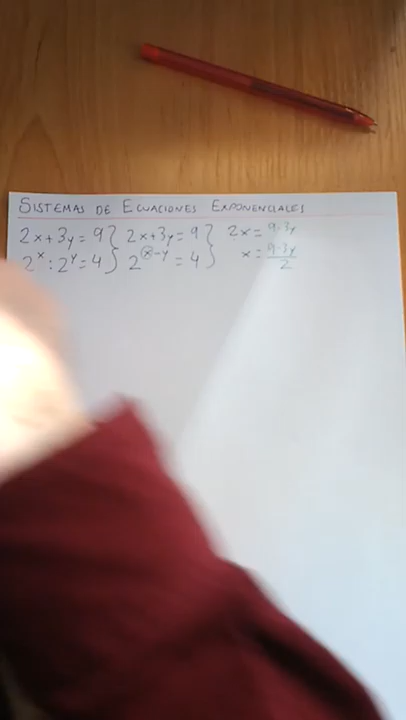 SISTEMAS DE ECUACIONES EXPONENCIALES
2x+3y=9 } 2x+3y=9 } 2x=9-3y
2^x : 2^y = 4 } 2^(x)-y = 4 } x = 9-3y/2